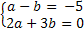 a − b = −5
2a + 3b = 0